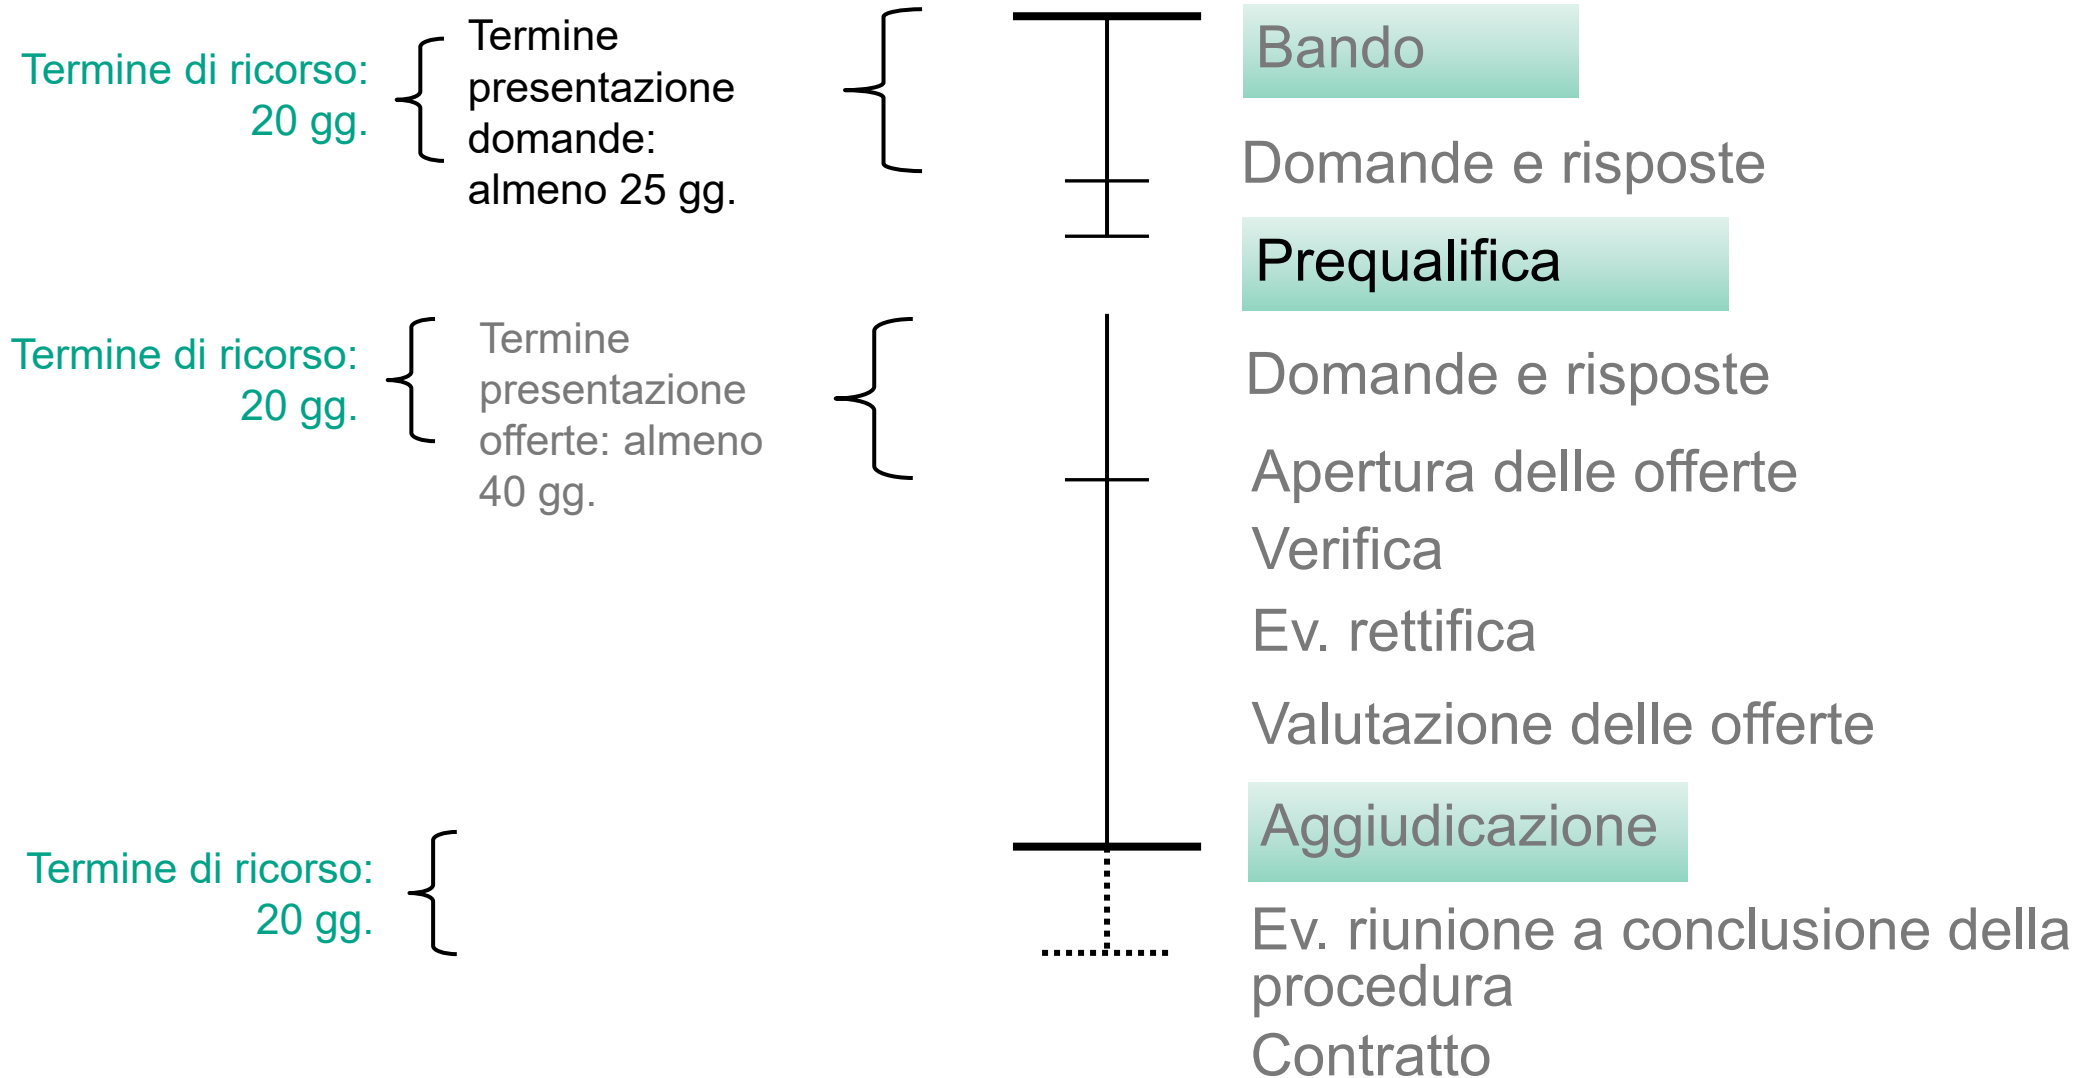 Termine di ricorso:
20 gg.
Termine
presentazione
domande:
almeno 25 gg.
Bando
Domande e risposte
Prequalifica
Termine di ricorso:
20 gg.
Termine
presentazione
offerte: almeno
40 gg.
Domande e risposte
Apertura delle offerte
Verifica
Ev. rettifica
Valutazione delle offerte
Aggiudicazione
Termine di ricorso:
20 gg.
Ev. riunione a conclusione della
procedura
Contratto